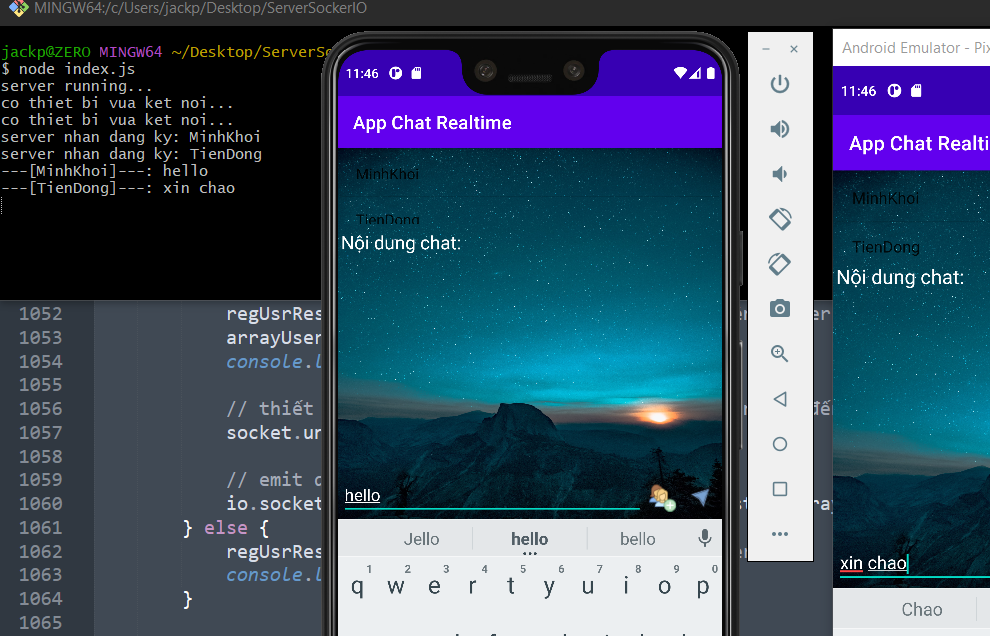 MINGW64:/c/Users/jackp/Desktop/ServerSockerIO
jackp@ZERO MINGW64 ~/Desktop/ServerSo
$ node index.js
server running...
co thiet bi vua ket noi...
co thiet bi vua ket noi...
server nhan dang ky: MinhKhoi
server nhan dang ky: TienDong
---[MinhKhoi]---: hello
---[TienDong]---: xin chao
1052 regUsrRes
1053 arrayUser
1054 console.l
1055
1056 // thiết
1057 socket.un
1058
1059 // emit
1060 io.socket
1061 } else {
1062 regUsrRes
1063 console.l
1064 }
1065
11:46
App Chat Realtime
MinhKhoi
TienDong
Nội dung chat:
hello
Jello hello bello
1 2 3 4 5 6 7 8 9 0
q w e r t y u i o p
Android Emulator - Pix
11:46
App Chat Realti
MinhKhoi
TienDong
Nội dung chat:
xin chao
Chao